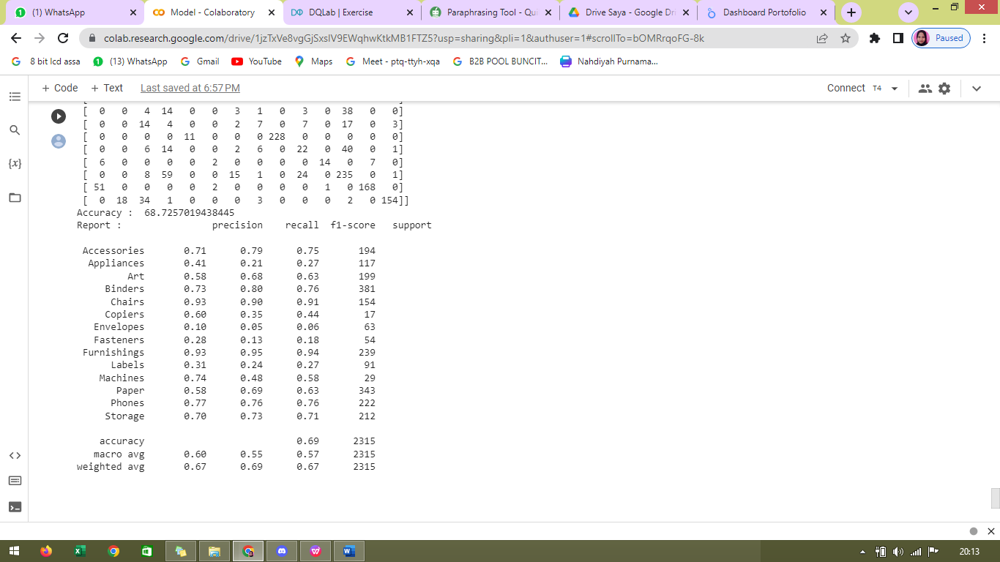 (1) WhatsApp
Model - Colaboratory
DQLab | Exercise
Paraphrasing Tool - Qui
Drive Saya - Google Dri
Dashboard Portofolio
colab.research.google.com/drive/1jzTxVe8vgGjSxslV9EWqhwKtkMB1FTZ5?usp=sharing&pli=1&authuser=1#scrollTo=bOMRrqoFG-8k
Paused
8 bit lcd assa
(13) WhatsApp
Gmail
YouTube
Maps
Meet - ptq-ttyh-xqa
B2B POOL BUNCIT...
Nahdiyah Purnama...
+ Code + Text Last saved at 6:57 PM
Connect T4
[ 0 0 4 14 0 0 3 1 0 3 0 38 0 0]
[ 0 0 14 4 0 0 2 7 0 7 0 17 0 3]
[ 0 0 0 0 11 0 0 0 228 0 0 0 0 0]
[ 0 0 6 14 0 0 2 6 0 22 0 40 0 1]
[ 6 0 0 0 0 2 0 0 0 0 14 0 7 0]
[ 0 0 8 59 0 0 15 1 0 24 0 235 0 1]
[ 51 0 0 0 0 2 0 0 0 0 1 0 168 0]
[ 0 18 34 1 0 0 0 3 0 0 0 2 0 154]]
Accuracy : 68.7257019438445
Report : precision recall f1-score support
Accessories 0.71 0.79 0.75 194
Appliances 0.41 0.21 0.27 117
Art 0.58 0.68 0.63 199
Binders 0.73 0.80 0.76 381
Chairs 0.93 0.90 0.91 154
Copiers 0.60 0.35 0.44 17
Envelopes 0.10 0.05 0.06 63
Fasteners 0.28 0.13 0.18 54
Furnishings 0.93 0.95 0.94 239
Labels 0.31 0.24 0.27 91
Machines 0.74 0.48 0.58 29
Paper 0.58 0.69 0.63 343
Phones 0.77 0.76 0.76 222
Storage 0.70 0.73 0.71 212
accuracy 0.69 2315
macro avg 0.60 0.55 0.57 2315
weighted avg 0.67 0.69 0.67 2315
20:13